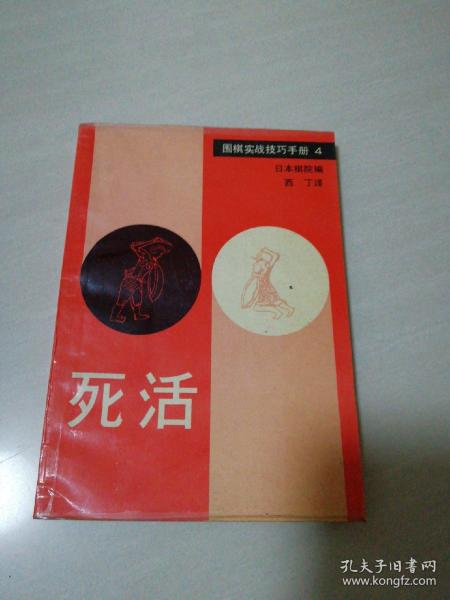 围棋实战技巧手册 4
日本棋院编
西 丁译
死活
孔夫子旧书网
www.kongfz.com